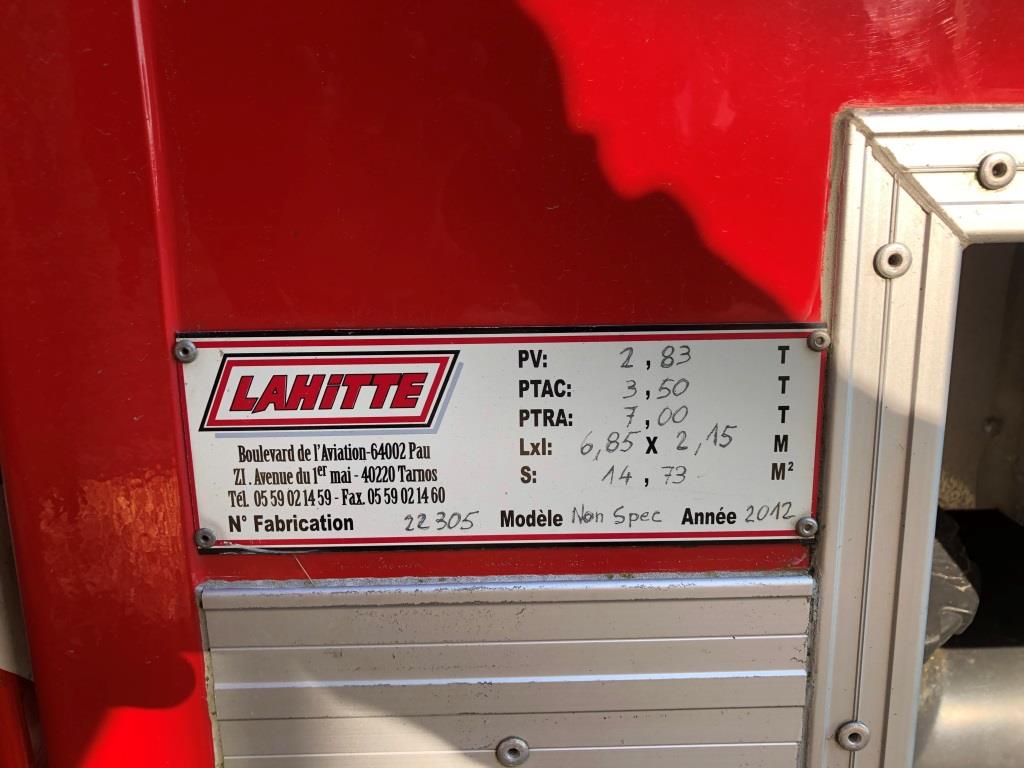 LAHITTE
Boulevard de l'Aviation-64002 Pau
ZI . Avenue du 1er mai - 40220 Tarnos
Tél. 05 59 02 14 59 - Fax. 05 59 02 14 60
PV: 2,83 T
PTAC: 3,50 T
PTRA: 7,00 T
Lxl: 6,85 X 2,15 M
S: 14,73 M²
N° Fabrication 22305 Modèle Non Spec Année 2012